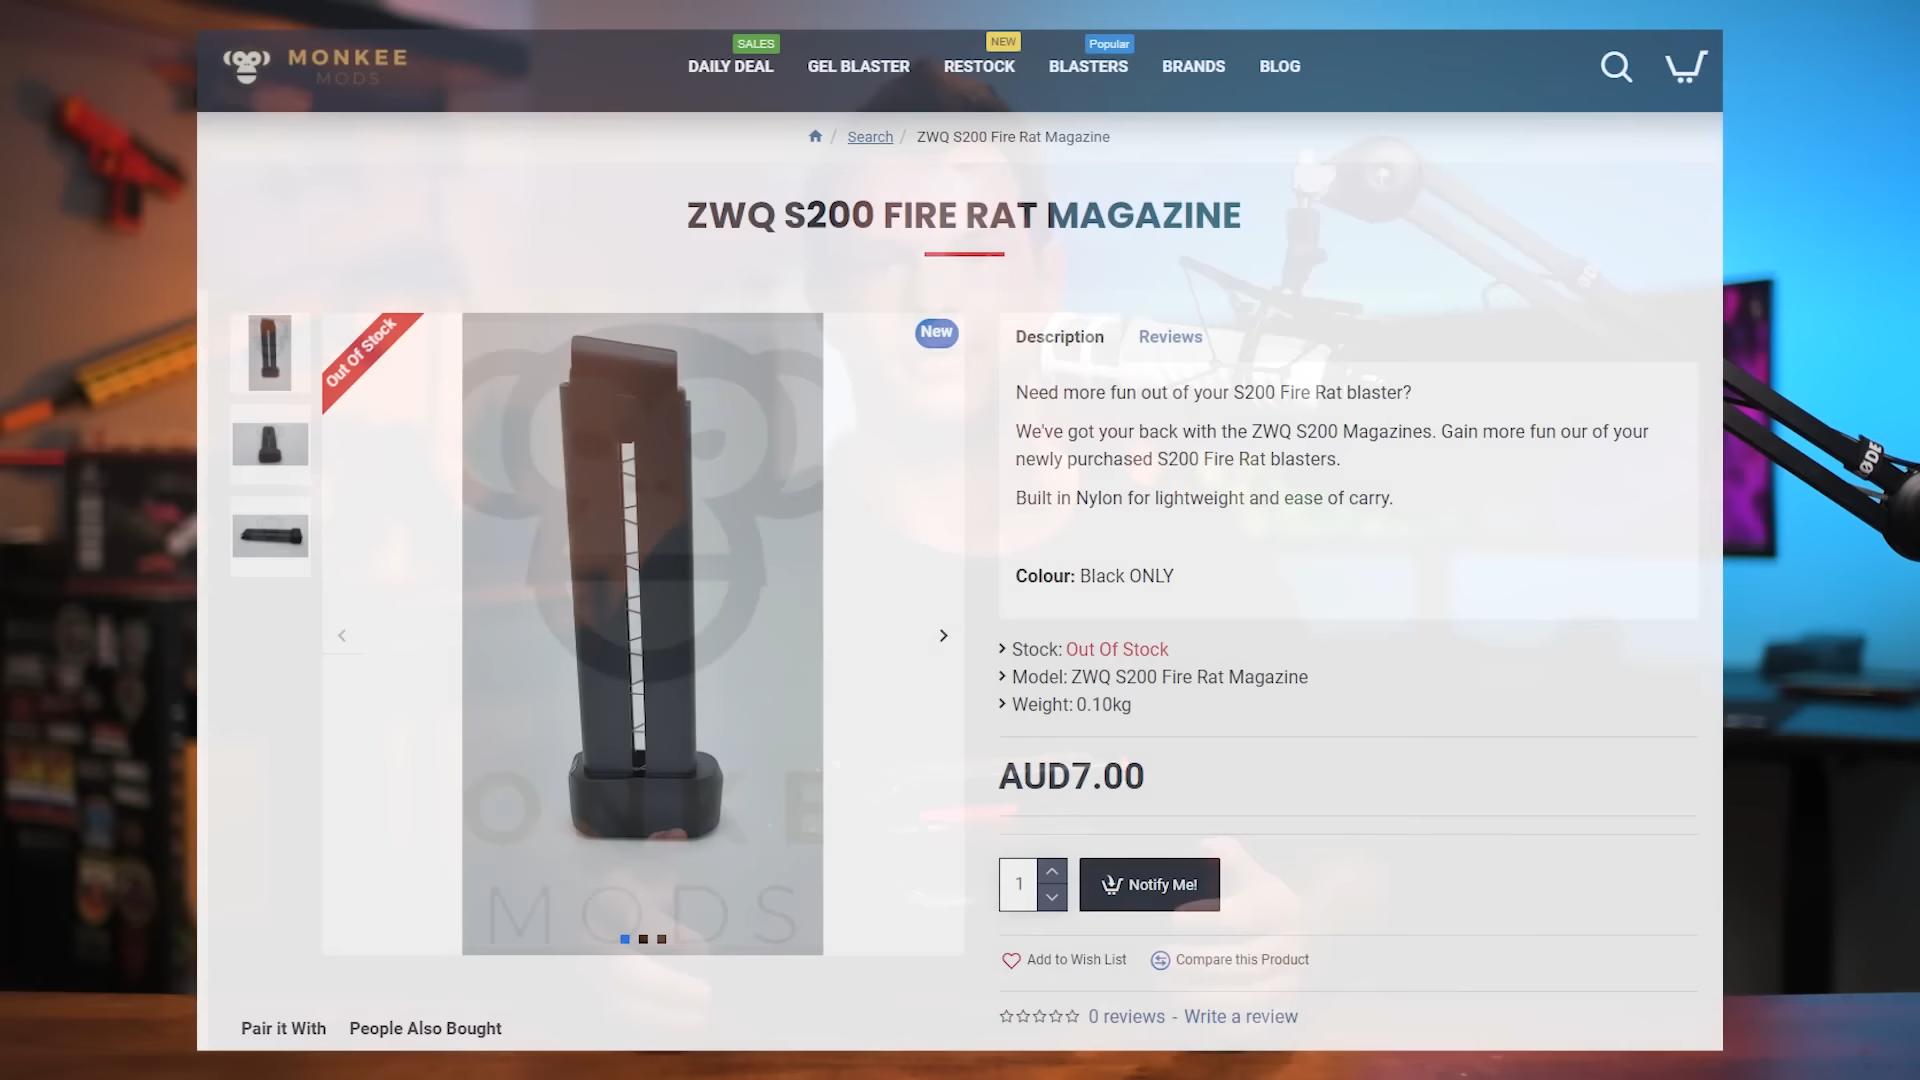 MONKEE
MODS
SALES
NEW
Popular
DAILY DEAL
GEL BLASTER
RESTOCK
BLASTERS
BRANDS
BLOG
/ Search / ZWQ S200 Fire Rat Magazine
ZWQ S200 FIRE RAT MAGAZINE
Out Of Stock
New
MODS
Description
Reviews
Need more fun out of your S200 Fire Rat blaster?
We've got your back with the ZWQ S200 Magazines. Gain more fun our of your
newly purchased S200 Fire Rat blasters.
Built in Nylon for lightweight and ease of carry.
Colour: Black ONLY
Stock: Out Of Stock
Model: ZWQ S200 Fire Rat Magazine
Weight: 0.10kg
AUD7.00
1
Notify Me!
Add to Wish List
Compare this Product
0 reviews - Write a review
Pair it With
People Also Bought